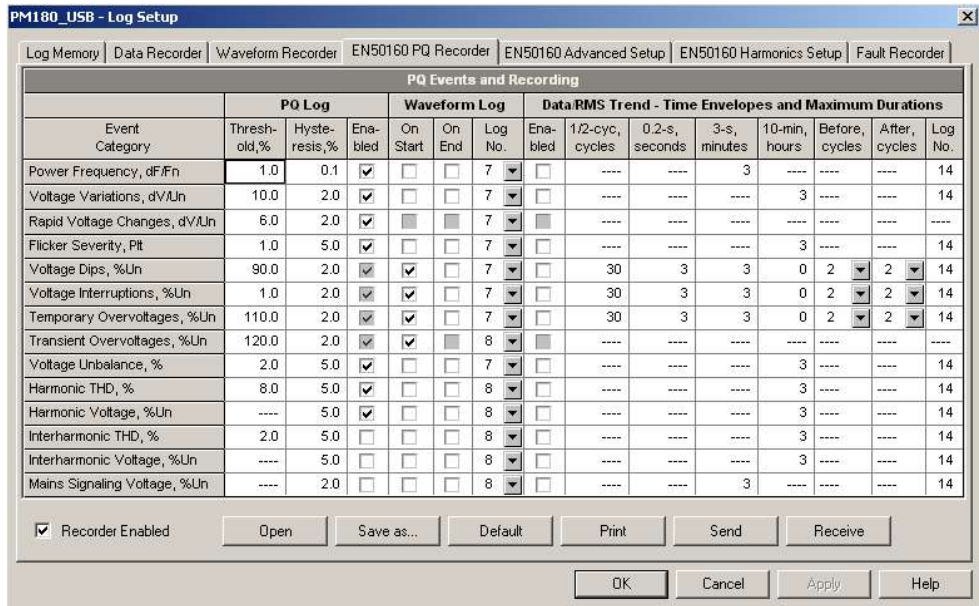 PM180_USB - Log Setup
Log Memory Data Recorder Waveform Recorder EN50160 PQ Recorder EN50160 Advanced Setup EN50160 Harmonics Setup Fault Recorder
PQ Events and Recording
PQ Log Waveform Log Data/RMS Trend - Time Envelopes and Maximum Durations
Event Category Thresh-old,% Hyste-resis,% Ena-bled On Start On End Log No. Ena-bled 1/2-cyc, cycles 0.2-s, seconds 3-s, minutes 10-min, hours Before, cycles After, cycles Log No.
Power Frequency, dF/Fn 1.0 0.1 7 ---- ---- 3 ---- ---- ---- 14
Voltage Variations, dV/Un 10.0 2.0 7 ---- ---- ---- 3 ---- ---- 14
Rapid Voltage Changes, dV/Un 6.0 2.0 7 ---- ---- ---- ---- ---- ---- ----
Flicker Severity, Plt 1.0 5.0 7 ---- ---- ---- 3 ---- ---- 14
Voltage Dips, %Un 90.0 2.0 7 30 3 3 0 2 2 14
Voltage Interruptions, %Un 1.0 2.0 7 30 3 3 0 2 2 14
Temporary Overvoltages, %Un 110.0 2.0 7 30 3 3 0 2 2 14
Transient Overvoltages, %Un 120.0 2.0 8 ---- ---- ---- ---- ---- ---- ----
Voltage Unbalance, % 2.0 5.0 7 ---- ---- ---- 3 ---- ---- 14
Harmonic THD, % 8.0 5.0 8 ---- ---- ---- 3 ---- ---- 14
Harmonic Voltage, %Un ---- 5.0 8 ---- ---- ---- 3 ---- ---- 14
Interharmonic THD, % 2.0 5.0 8 ---- ---- ---- 3 ---- ---- 14
Interharmonic Voltage, %Un ---- 5.0 8 ---- ---- ---- 3 ---- ---- 14
Mains Signaling Voltage, %Un ---- 2.0 8 ---- ---- 3 ---- ---- ---- 14
Recorder Enabled Open Save as... Default Print Send Receive
OK Cancel Apply Help